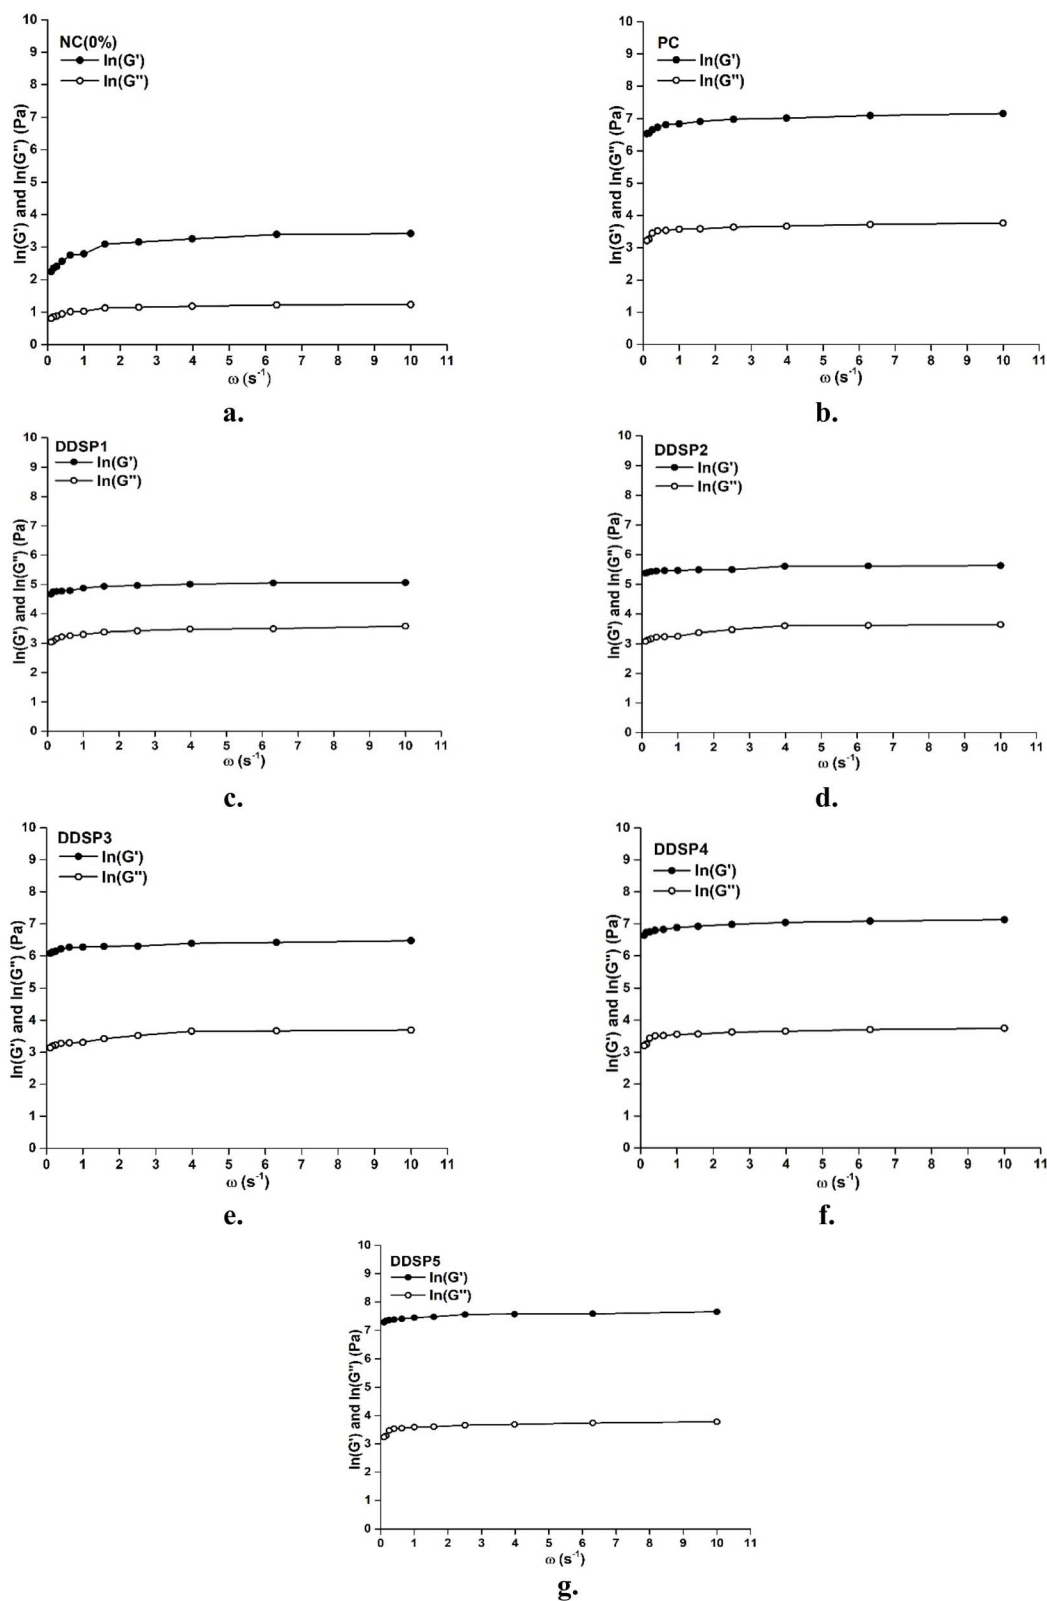 NC(0%)
ln(G')
ln(G'')
ln(G') and ln(G'') (Pa)
10
9
8
7
6
5
4
3
2
1
0
0 1 2 3 4 5 6 7 8 9 10 11
ω (s⁻¹)
a.
PC
ln(G')
ln(G'')
ln(G') and ln(G'') (Pa)
10
9
8
7
6
5
4
3
2
1
0
0 1 2 3 4 5 6 7 8 9 10 11
ω (s⁻¹)
b.
DDSP1
ln(G')
ln(G'')
ln(G') and ln(G'') (Pa)
10
9
8
7
6
5
4
3
2
1
0
0 1 2 3 4 5 6 7 8 9 10 11
ω (s⁻¹)
c.
DDSP2
ln(G')
ln(G'')
ln(G') and ln(G'') (Pa)
10
9
8
7
6
5
4
3
2
1
0
0 1 2 3 4 5 6 7 8 9 10 11
ω (s⁻¹)
d.
DDSP3
ln(G')
ln(G'')
ln(G') and ln(G'') (Pa)
10
9
8
7
6
5
4
3
2
1
0
0 1 2 3 4 5 6 7 8 9 10 11
ω (s⁻¹)
e.
DDSP4
ln(G')
ln(G'')
ln(G') and ln(G'') (Pa)
10
9
8
7
6
5
4
3
2
1
0
0 1 2 3 4 5 6 7 8 9 10 11
ω (s⁻¹)
f.
DDSP5
ln(G')
ln(G'')
ln(G') and ln(G'') (Pa)
10
9
8
7
6
5
4
3
2
1
0
0 1 2 3 4 5 6 7 8 9 10 11
ω (s⁻¹)
g.